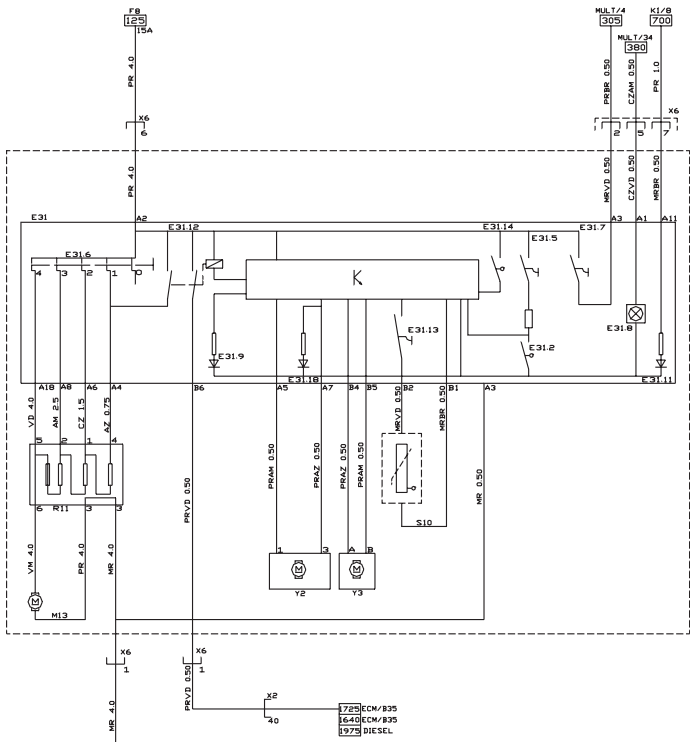 F8
125
15A
MULT/4
305
K1/8
700
MULT/34
380
PR 4.0
PRBR 0.50
CZAM 0.50
PR 1.0
X6
6
X6
2
5
7
PR 4.0
MRVD 0.50
CZVD 0.50
MRBR 0.50
E31
A2
A3
A1
A11
E31.12
E31.14
E31.5
E31.7
E31.6
4
3
2
1
0
K
E31.13
E31.8
E31.9
E31.2
E31.18
E31.11
A18
A8
A6
A4
B6
A5
A7
B4
B5
B2
B1
A3
VD 4.0
AM 2.5
CZ 1.5
AZ 0.75
MRVD 0.50
MRBR 0.50
5
2
1
4
PRVD 0.50
PRAM 0.50
PRAZ 0.50
PRAZ 0.50
PRAM 0.50
MR 0.50
R11
6
3
3
S10
VM 4.0
PR 4.0
MR 4.0
1
3
A
B
M
M
Y2
Y3
M
M13
X6
1
X6
1
MR 4.0
PRVD 0.50
X2
40
1725 ECM/B35
1640 ECM/B35
1975 DIESEL